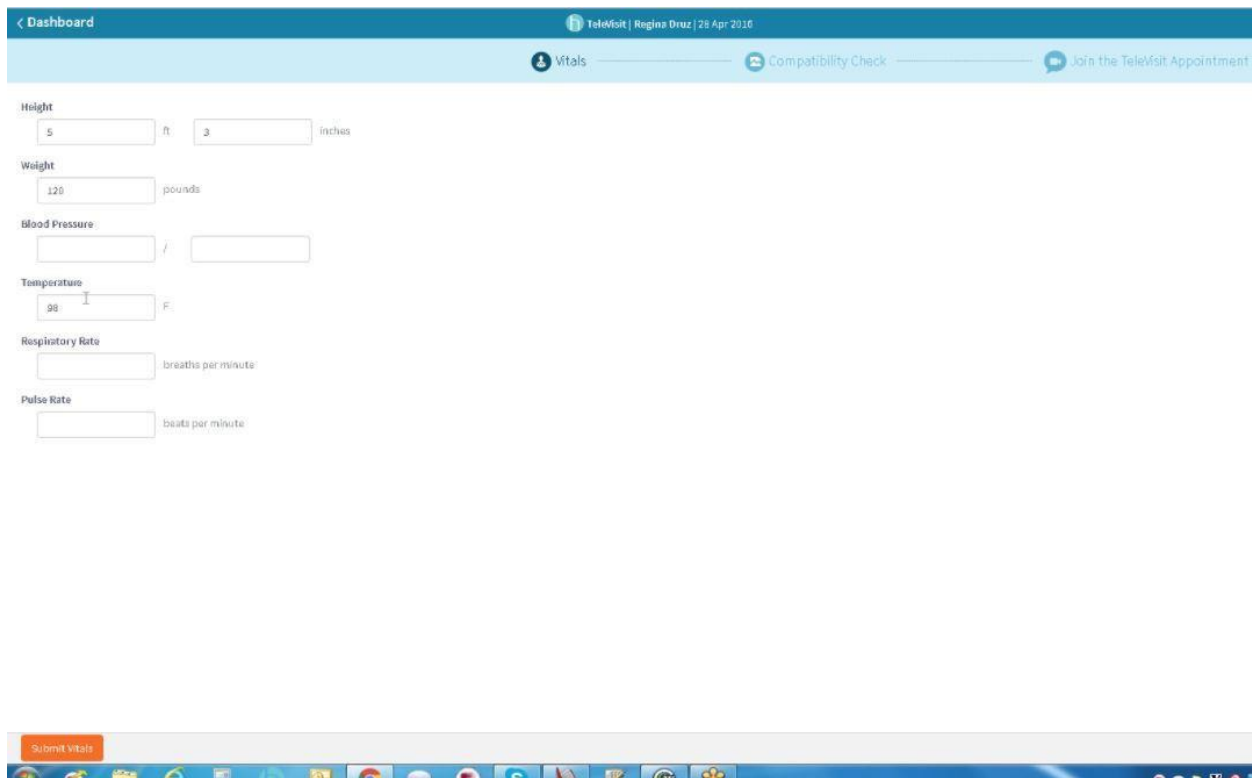 < Dashboard
h TeleVisit | Regina Druz | 28 Apr 2016
Vitals
Compatibility Check
Join the TeleVisit Appointment
Height
5 ft 3 inches
Weight
120 pounds
Blood Pressure
/
Temperature
98 F
Respiratory Rate
breaths per minute
Pulse Rate
beats per minute
Submit Vitals